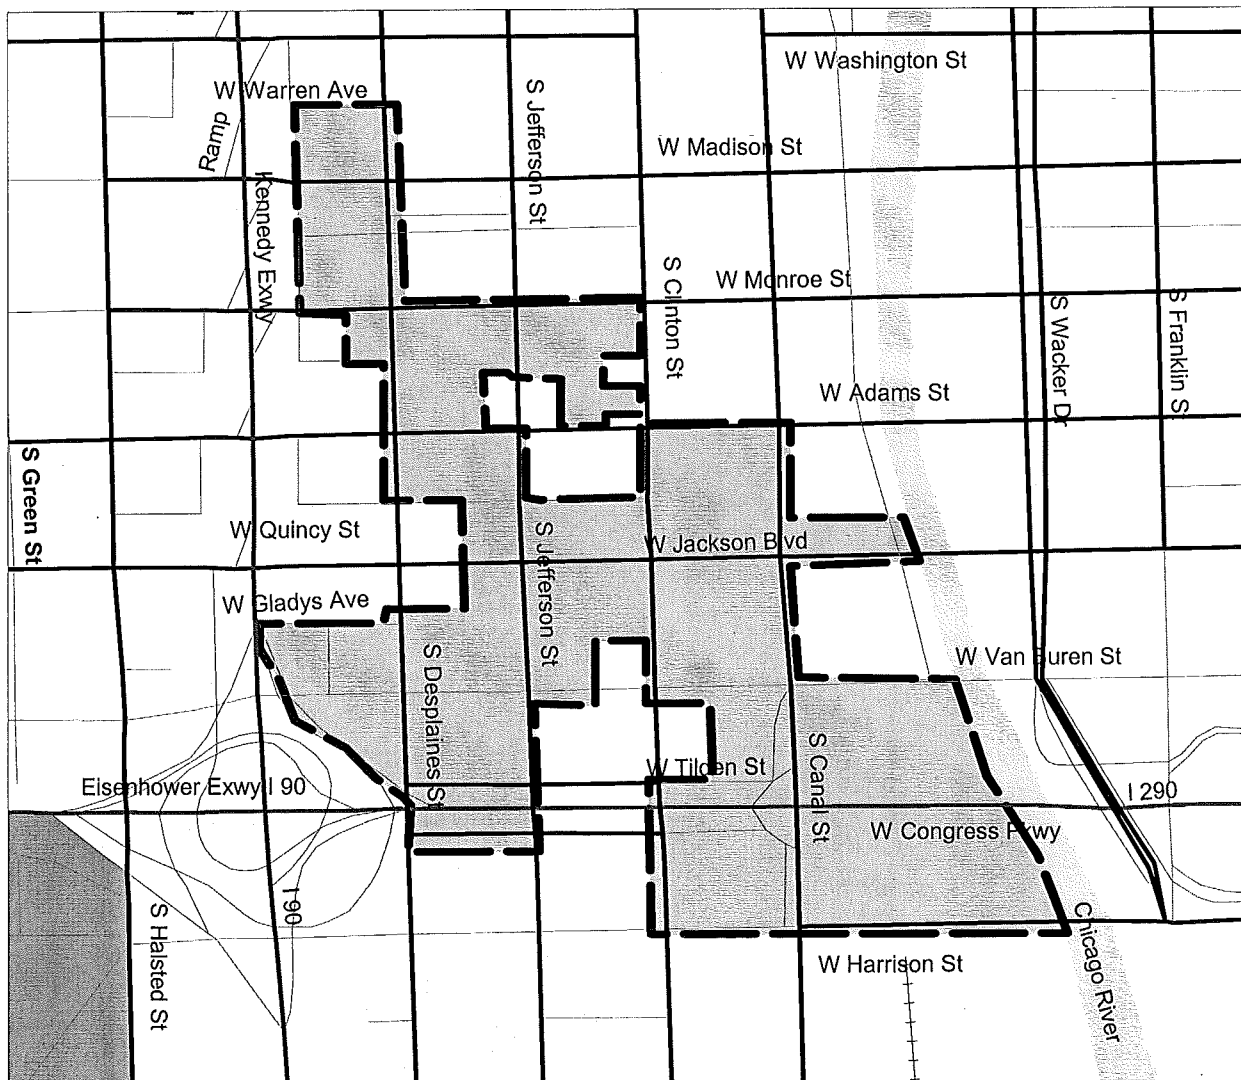 W Washington St
W Warren Ave
S Jefferson St
Ramp
W Madison St
Kennedy Exwy
S Clinton St
W Monroe St
S Wacker Dr
S Franklin St
W Adams St
S Green St
W Quincy St
S Jefferson St
W Jackson Blvd
W Gladys Ave
S Desplaines St
W Van Buren St
S Canal St
W Tilden St
Eisenhower Exwy I 90
I 290
W Congress Pkwy
I 90
S Halsted St
Chicago River
W Harrison St